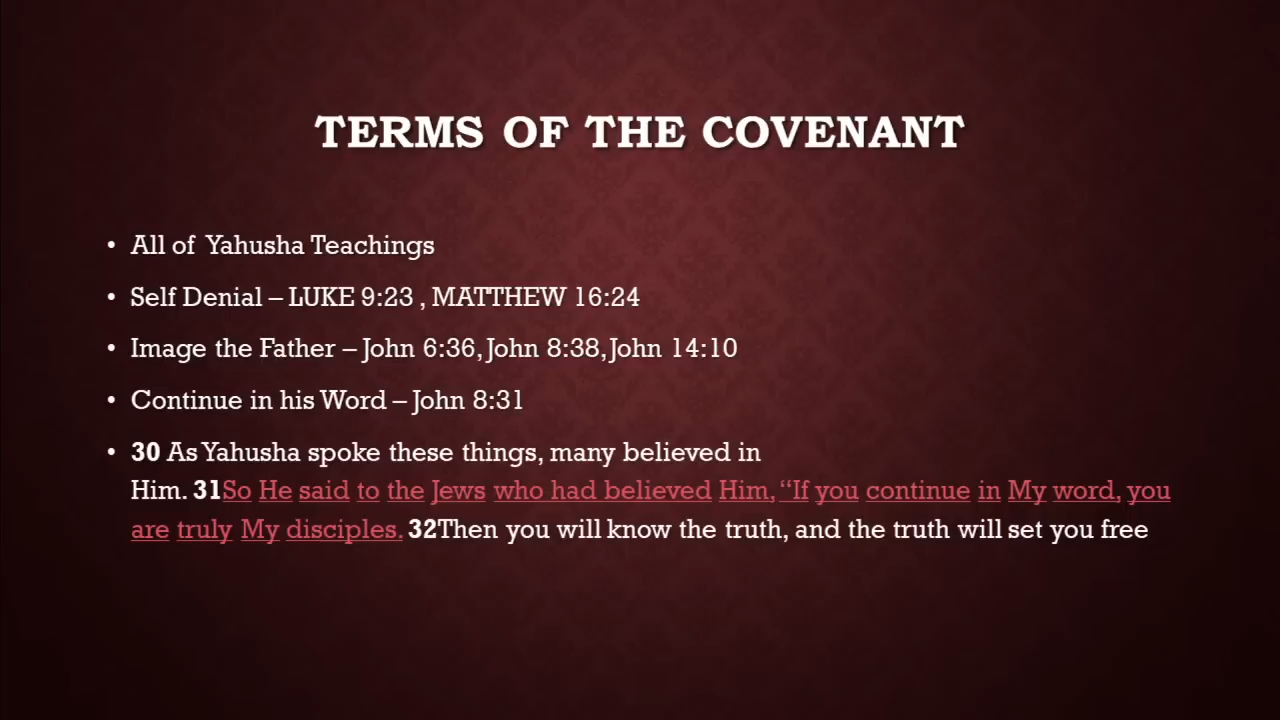 TERMS OF THE COVENANT
• All of Yahusha Teachings
• Self Denial – LUKE 9:23 , MATTHEW 16:24
• Image the Father – John 6:36, John 8:38, John 14:10
• Continue in his Word – John 8:31
• 30 As Yahusha spoke these things, many believed in
Him. 31So He said to the Jews who had believed Him, “If you continue in My word, you
are truly My disciples. 32Then you will know the truth, and the truth will set you free